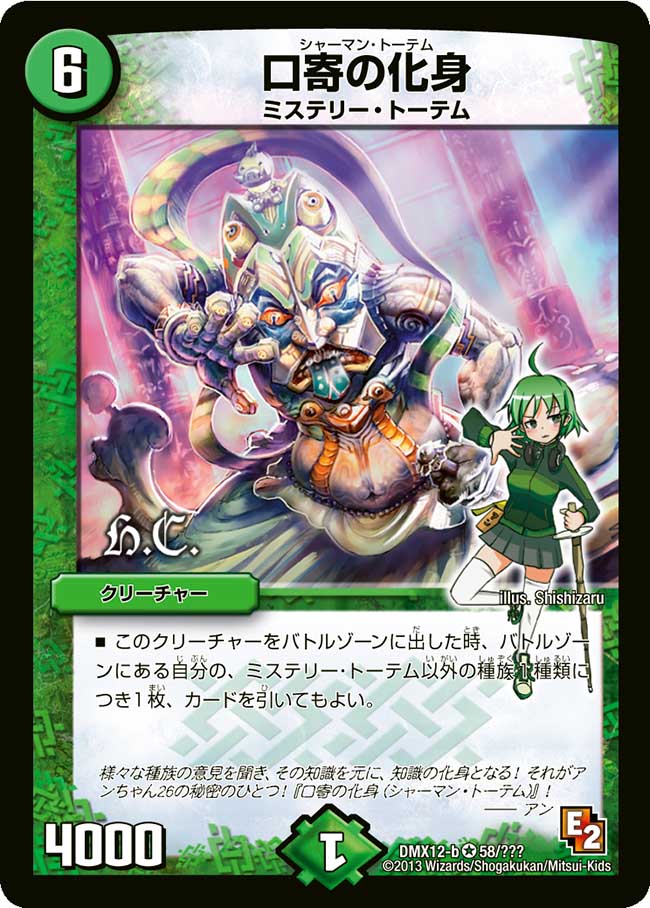 6
シャーマン・トーテム
口寄の化身
ミステリー・トーテム
h.C.
クリーチャー
illus. Shishizaru
■ このクリーチャーをバトルゾーンに出した時、バトルゾー
ンにある自分の、ミステリー・トーテム以外の種族1種類に
つき1枚、カードを引いてもよい。
様々な種族の意見を聞き、その知識を元に、知識の化身となる！それがア
ンちゃん26の秘密のひとつ！『口寄の化身(シャーマン・トーテム)』！
—— アン
4000
1
E2
DMX12-b✪58/???
©2013 Wizards/Shogakukan/Mitsui-Kids